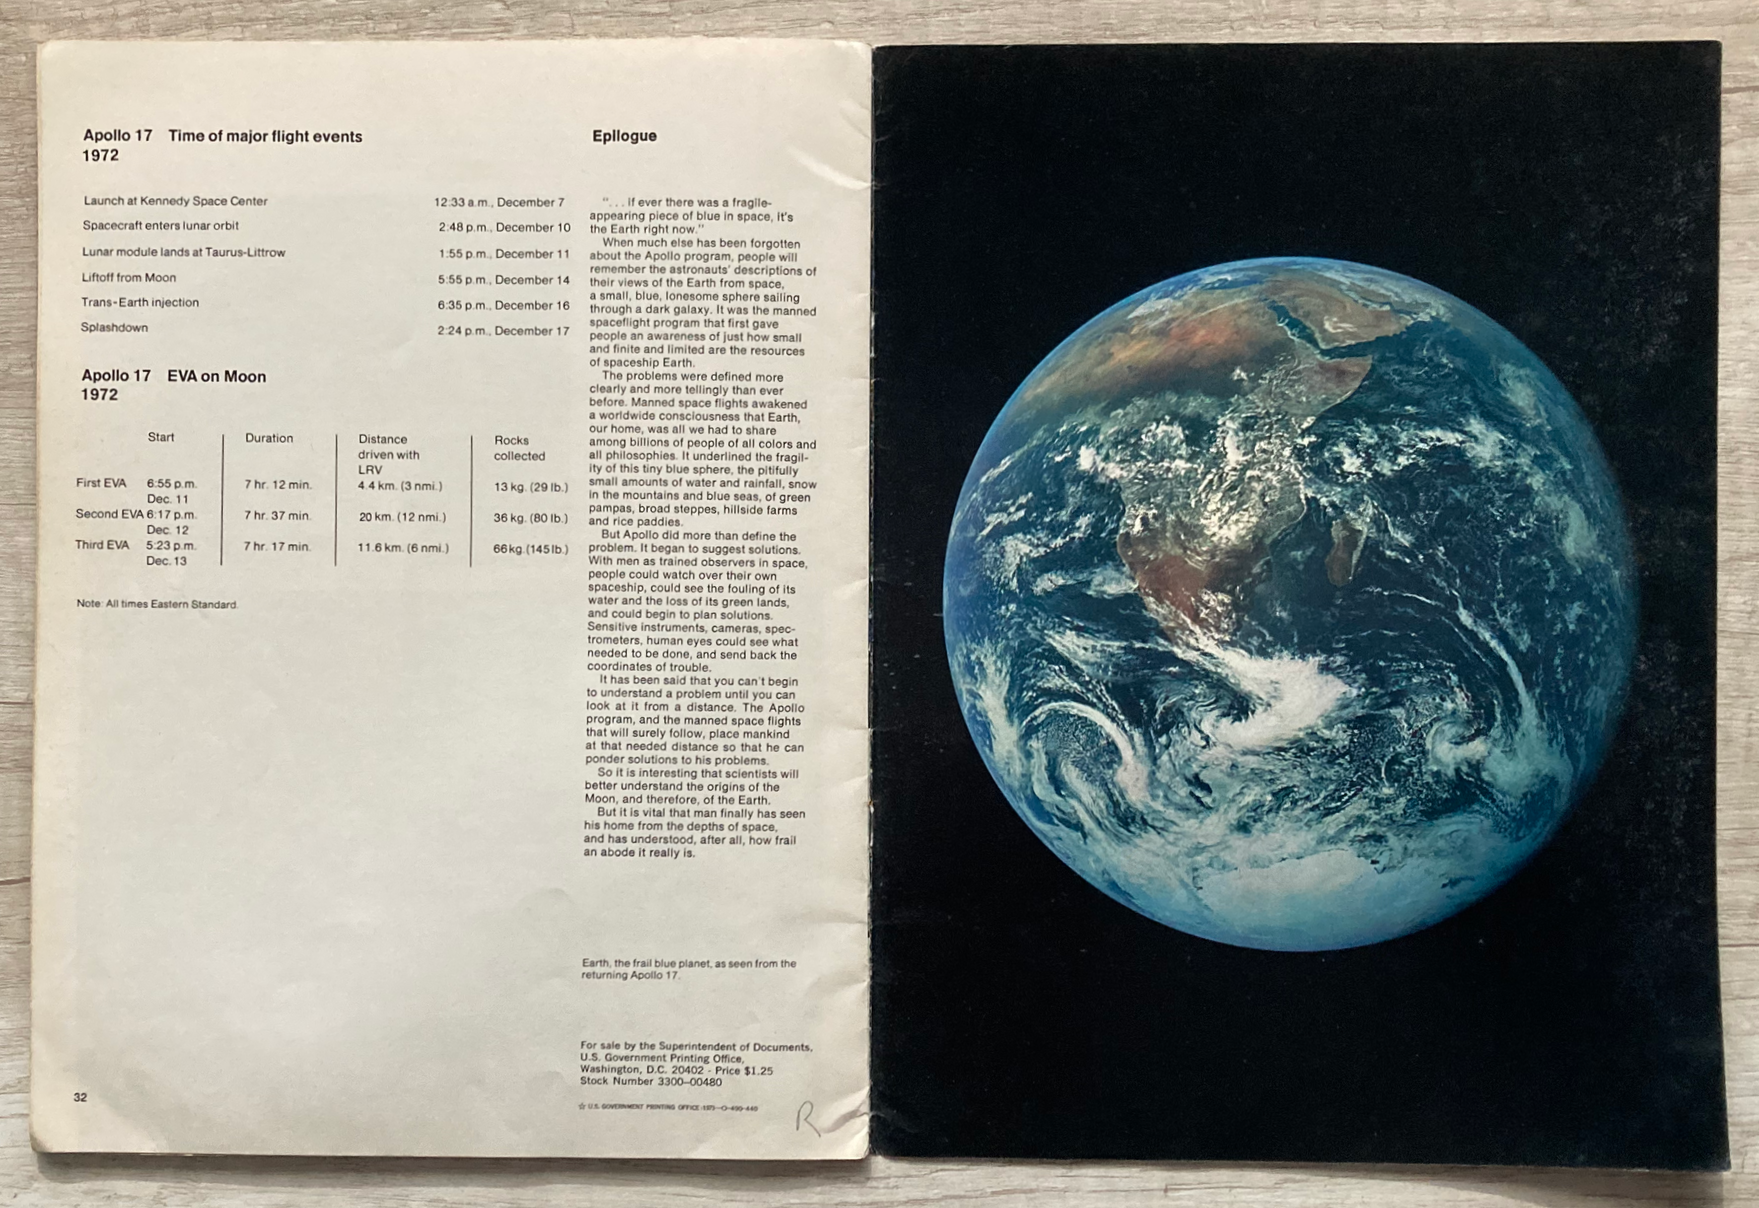 Apollo 17 Time of major flight events
1972
Launch at Kennedy Space Center 12:33 a.m., December 7
Spacecraft enters lunar orbit 2:48 p.m., December 10
Lunar module lands at Taurus-Littrow 1:55 p.m., December 11
Liftoff from Moon 5:55 p.m., December 14
Trans-Earth injection 6:35 p.m., December 16
Splashdown 2:24 p.m., December 17
Apollo 17 EVA on Moon
1972
Start Duration Distance Rocks
driven with collected
LRV
First EVA 6:55 p.m. 7 hr. 12 min. 4.4 km. (3 nmi.) 13 kg. (29 lb.)
Dec. 11
Second EVA 6:17 p.m. 7 hr. 37 min. 20 km. (12 nmi.) 36 kg. (80 lb.)
Dec. 12
Third EVA 5:23 p.m. 7 hr. 17 min. 11.6 km. (6 nmi.) 66 kg. (145 lb.)
Dec. 13
Note: All times Eastern Standard.
32
Epilogue
“. . . if ever there was a fragile-
appearing piece of blue in space, it's
the Earth right now.”
When much else has been forgotten
about the Apollo program, people will
remember the astronauts' descriptions of
their views of the Earth from space,
a small, blue, lonesome sphere sailing
through a dark galaxy. It was the manned
spaceflight program that first gave
people an awareness of just how small
and finite and limited are the resources
of spaceship Earth.
The problems were defined more
clearly and more tellingly than ever
before. Manned space flights awakened
a worldwide consciousness that Earth,
our home, was all we had to share
among billions of people of all colors and
all philosophies. It underlined the fragil-
ity of this tiny blue sphere, the pitifully
small amounts of water and rainfall, snow
in the mountains and blue seas, of green
pampas, broad steppes, hillside farms
and rice paddies.
But Apollo did more than define the
problem. It began to suggest solutions.
With men as trained observers in space,
people could watch over their own
spaceship, could see the fouling of its
water and the loss of its green lands,
and could begin to plan solutions.
Sensitive instruments, cameras, spec-
trometers, human eyes could see what
needed to be done, and send back the
coordinates of trouble.
It has been said that you can't begin
to understand a problem until you can
look at it from a distance. The Apollo
program, and the manned space flights
that will surely follow, place mankind
at that needed distance so that he can
ponder solutions to his problems.
So it is interesting that scientists will
better understand the origins of the
Moon, and therefore, of the Earth.
But it is vital that man finally has seen
his home from the depths of space,
and has understood, after all, how frail
an abode it really is.
Earth, the frail blue planet, as seen from the
returning Apollo 17.
For sale by the Superintendent of Documents,
U.S. Government Printing Office,
Washington, D.C. 20402 - Price $1.25
Stock Number 3300–00480
☆ U.S. GOVERNMENT PRINTING OFFICE : 1973—O–490-440
R